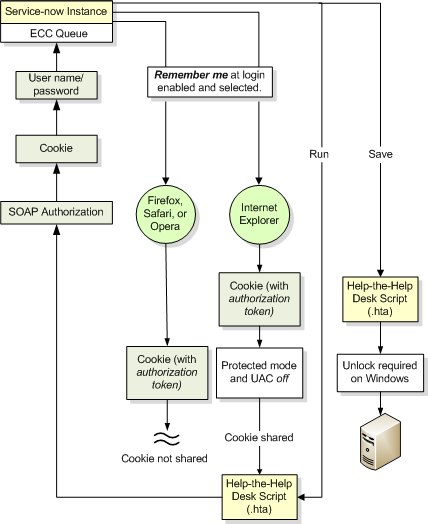 Service-now Instance
ECC Queue
User name/
password
Remember me at login
enabled and selected.
Cookie
Run
Save
SOAP Authorization
Firefox,
Safari, or
Opera
Internet
Explorer
Cookie (with
authorization
token)
Help-the-Help
Desk Script
(.hta)
Cookie (with
authorization
token)
Protected mode
and UAC off
Unlock required
on Windows
Cookie shared
Cookie not shared
Help-the-Help
Desk Script
(.hta)